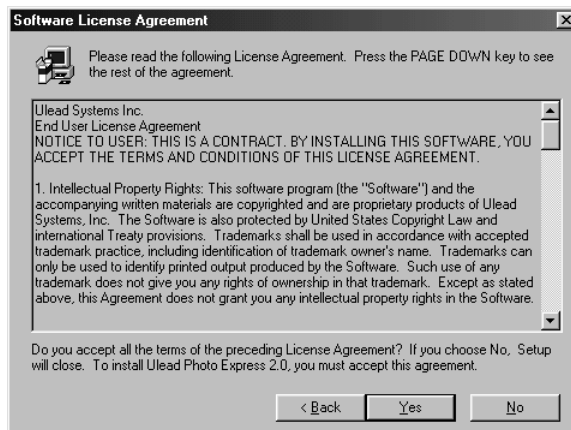 Software License Agreement
Please read the following License Agreement. Press the PAGE DOWN key to see
the rest of the agreement.
Ulead Systems Inc.
End User License Agreement
NOTICE TO USER: THIS IS A CONTRACT. BY INSTALLING THIS SOFTWARE, YOU
ACCEPT THE TERMS AND CONDITIONS OF THIS LICENSE AGREEMENT.
1. Intellectual Property Rights: This software program (the "Software") and the
accompanying written materials are copyrighted and are proprietary products of Ulead
Systems, Inc. The Software is also protected by United States Copyright Law and
international Treaty provisions. Trademarks shall be used in accordance with accepted
trademark practice, including identification of trademark owner's name. Trademarks can
only be used to identify printed output produced by the Software. Such use of any
trademark does not give you any rights of ownership in that trademark. Except as stated
above, this Agreement does not grant you any intellectual property rights in the Software.
Do you accept all the terms of the preceding License Agreement? If you choose No, Setup
will close. To install Ulead Photo Express 2.0, you must accept this agreement.
< Back Yes No